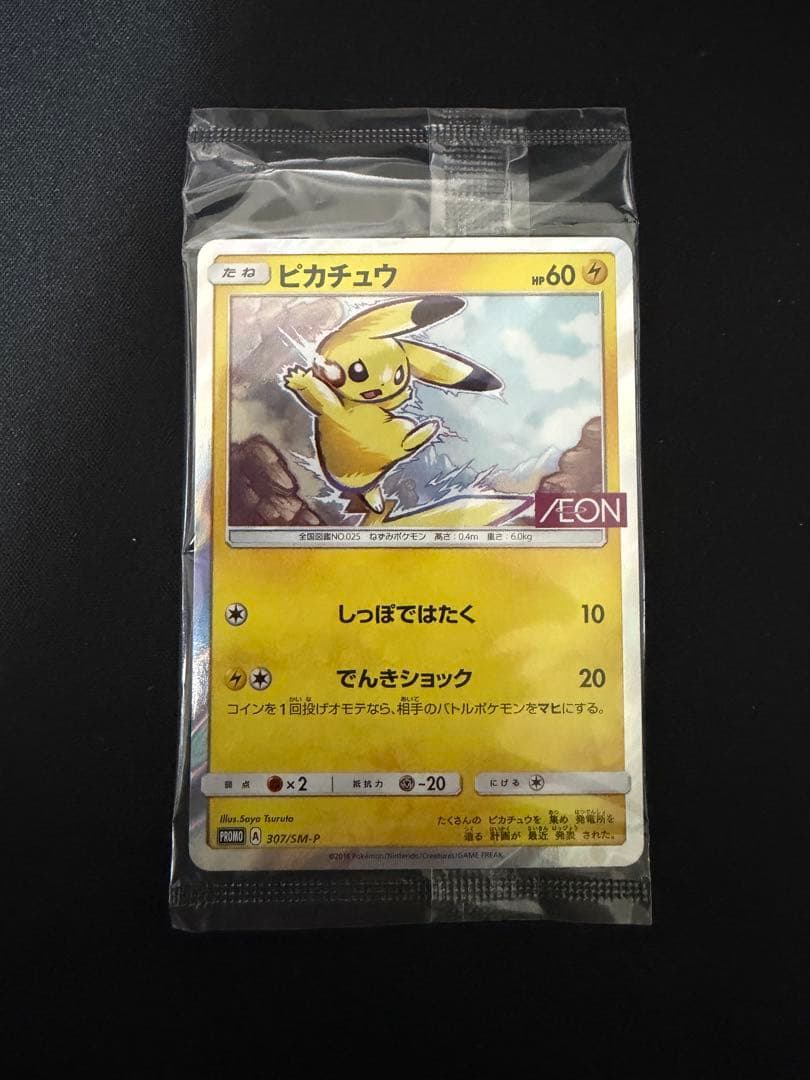 たね ピカチュウ HP60
ÆON
全国図鑑NO.025 ねずみポケモン 高さ:0.4m 重さ:6.0kg
しっぽではたく 10
でんきショック 20
コインを1回投げオモテなら、相手のバトルポケモンをマヒにする。
弱点 ×2 抵抗力 -20 にげる
Illus.Saya Tsuruta
たくさんの ピカチュウを 集め 発電所を
造る 計画が 最近 発表 された。
PROMO A 307/SM-P
©2018 Pokémon/Nintendo/Creatures/GAME FREAK.